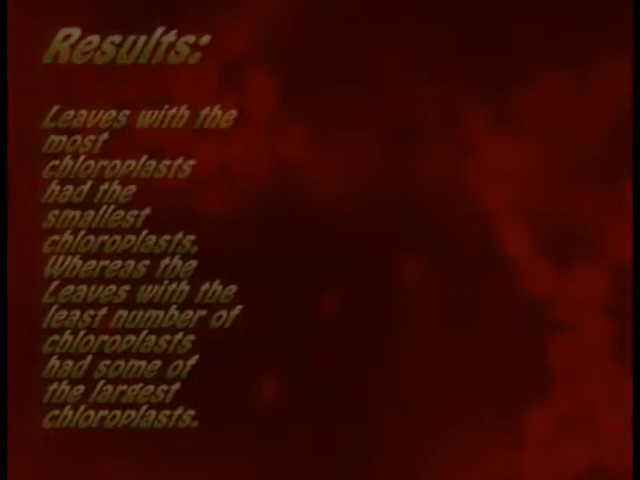 Results:
Leaves with the
most
chloroplasts
had the
smallest
chloroplasts.
Whereas the
Leaves with the
least number of
chloroplasts
had some of
the largest
chloroplasts.